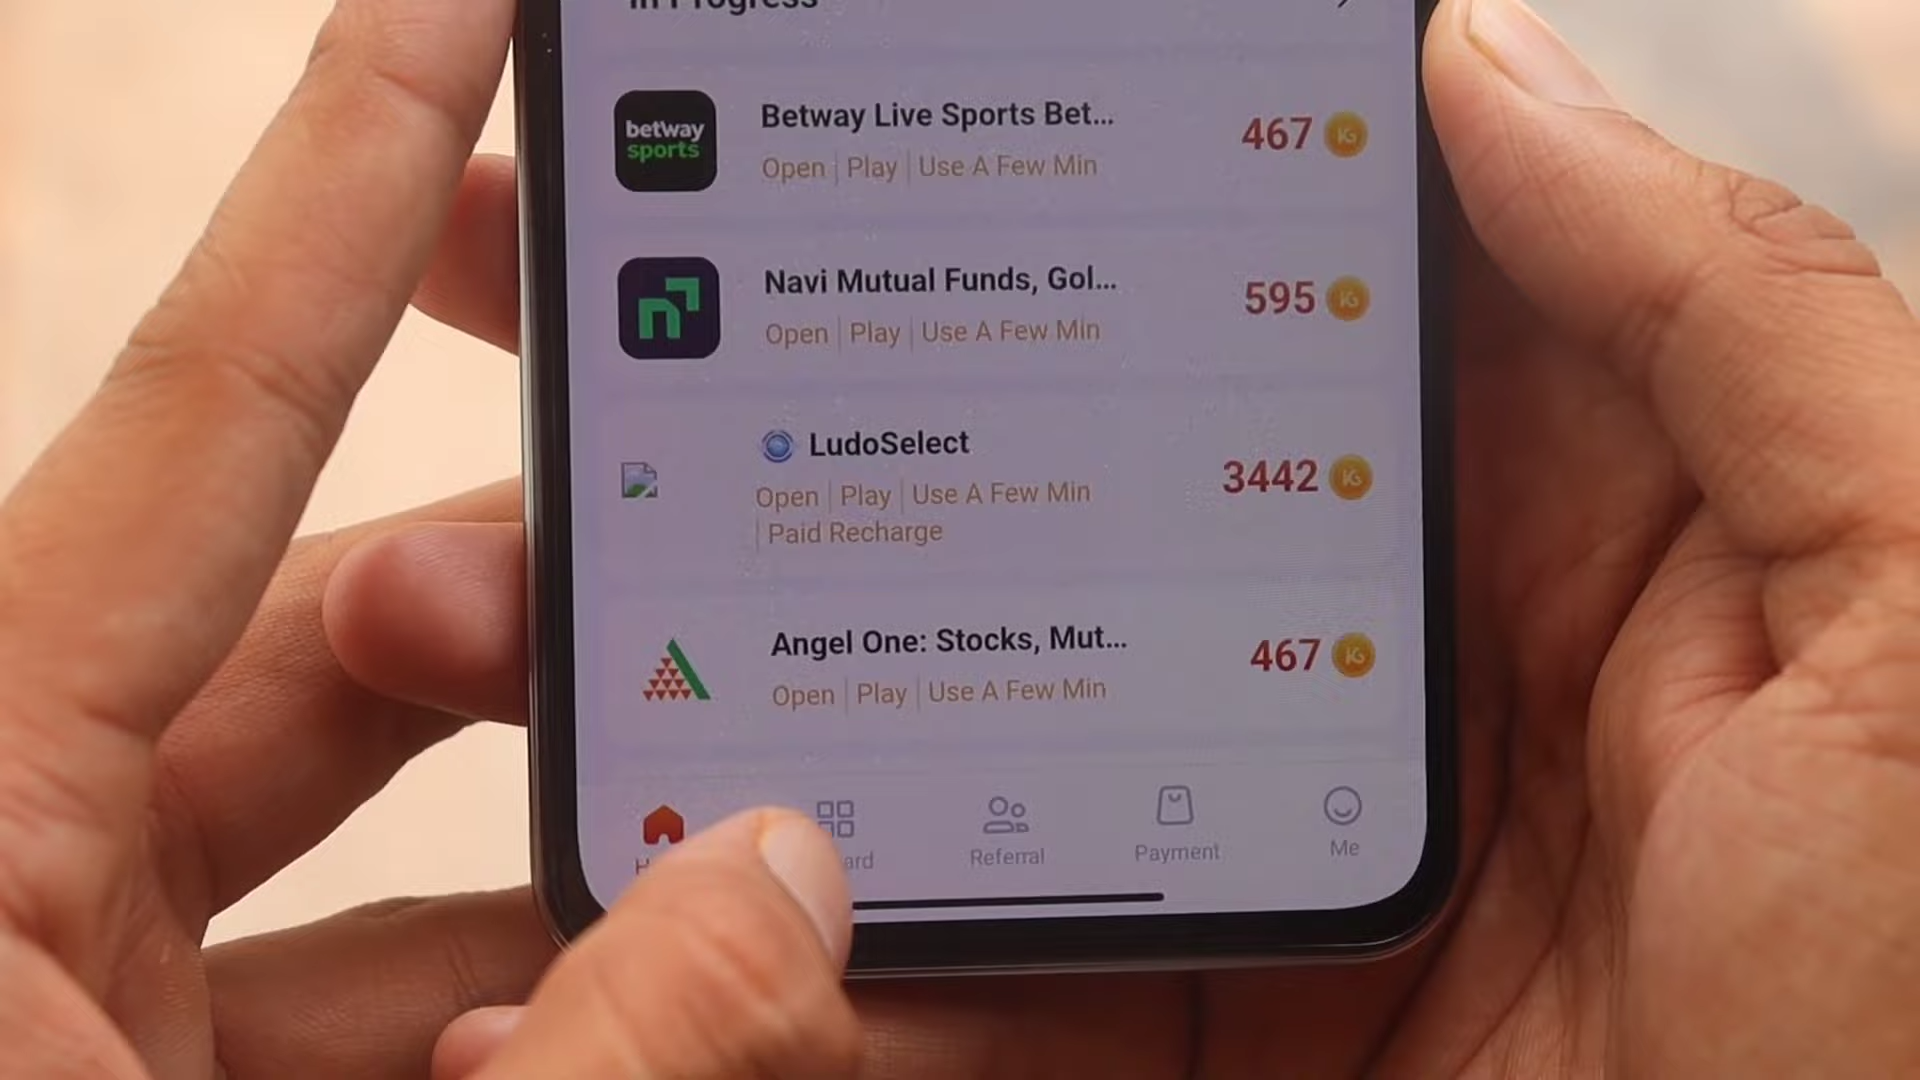 In Progress
betway
sports
Betway Live Sports Bet...
467
Open | Play | Use A Few Min
Navi Mutual Funds, Gol...
595
Open | Play | Use A Few Min
LudoSelect
3442
Open | Play | Use A Few Min
| Paid Recharge
Angel One: Stocks, Mut...
467
Open | Play | Use A Few Min
Referral
Payment
Me